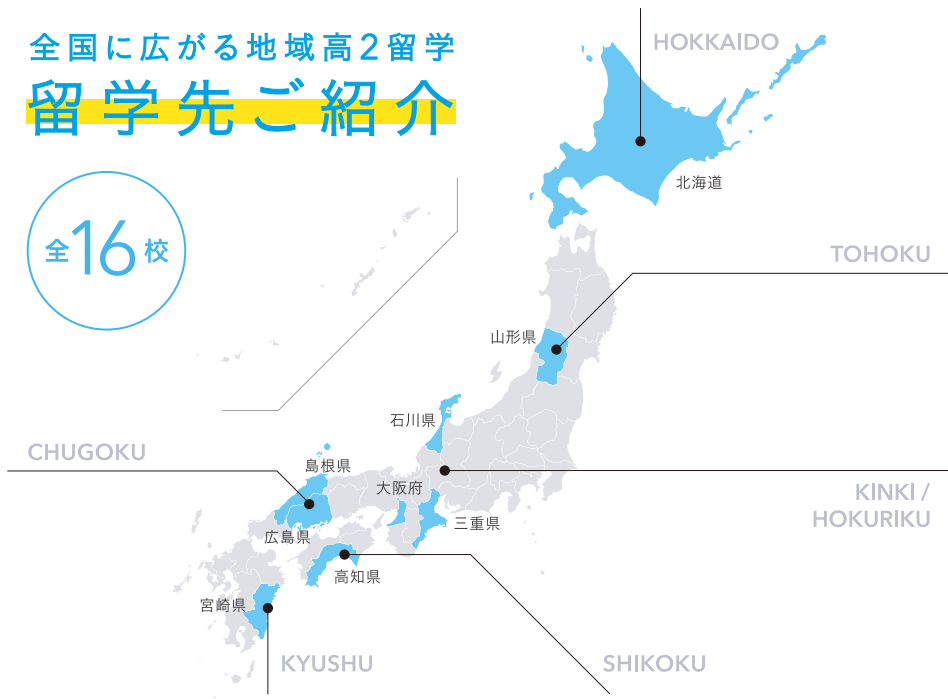 全国に広がる地域高2留学
留学先ご紹介
全16校
HOKKAIDO
北海道
TOHOKU
山形県
石川県
CHUGOKU
島根県
大阪府
KINKI /
HOKURIKU
三重県
広島県
高知県
宮崎県
KYUSHU
SHIKOKU